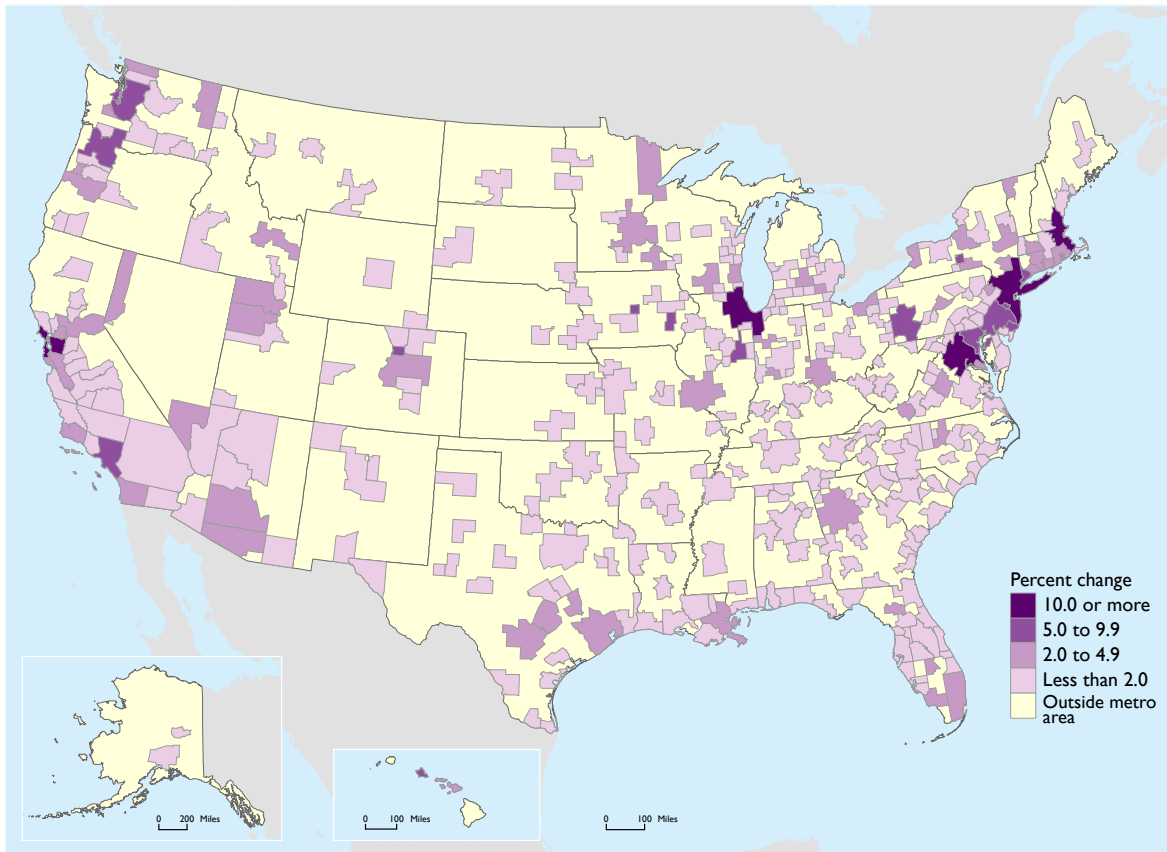 Percent change
10.0 or more
5.0 to 9.9
2.0 to 4.9
Less than 2.0
Outside metro
area
0 200 Miles
0 100 Miles
0 100 Miles